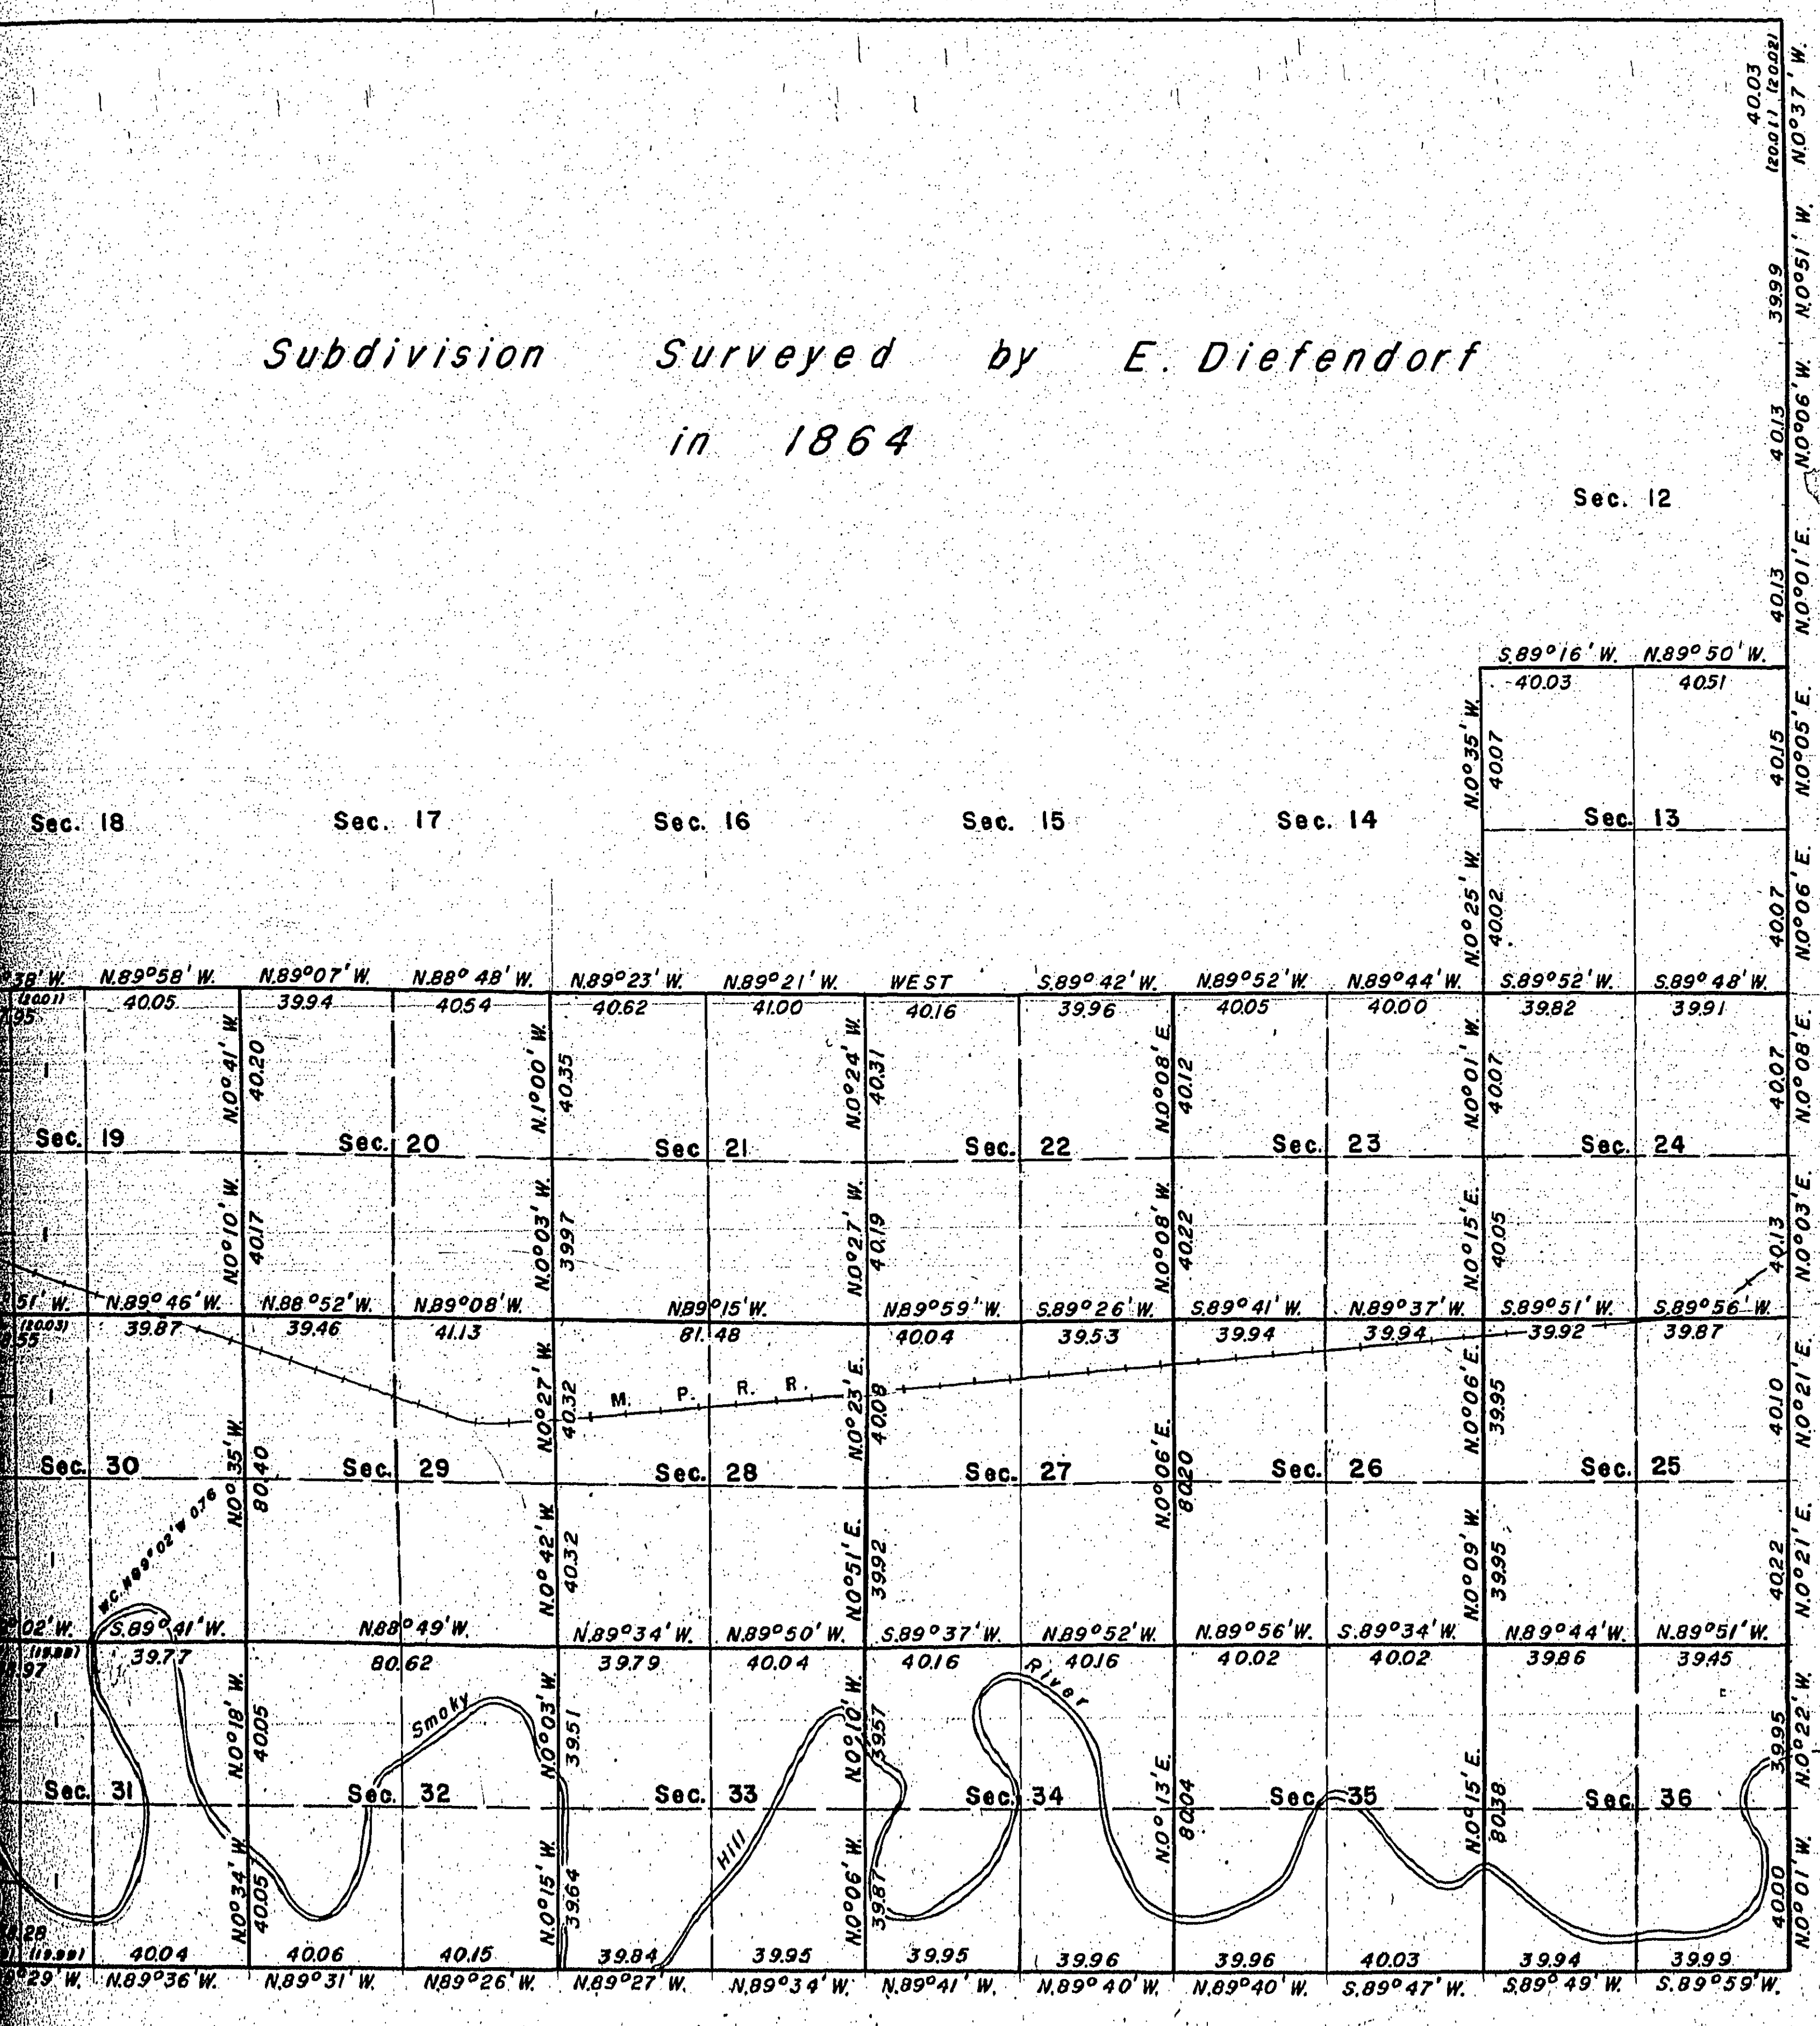 40.03
(20.01) (20.02)
N.0°37' W.
39.99
N.0°51' W.
Subdivision Surveyed by E. Diefendorf
in 1864
40.13
N.0°06' W.
Sec. 12
40.13
N.0°01' E.
S.89°16' W. N.89°50' W.
40.03 40.51
N.0°35' W.
40.07
40.15
N.0°05' E.
Sec. 18 Sec. 17 Sec. 16 Sec. 15 Sec. 14 Sec. 13
N.0°25' W.
40.02
40.07
N.0°06' E.
38' W. N.89°58' W. N.89°07' W. N.88°48' W. N.89°23' W. N.89°21' W. WEST S.89°42' W. N.89°52' W. N.89°44' W. S.89°52' W. S.89°48' W.
(20.01) 40.05 39.94 40.54 40.62 41.00 40.16 39.96 40.05 40.00 39.82 39.91
N.0°41' W. 40.20 N.1°00' W. 40.35 N.0°24' W. 40.31 N.0°08' E. 40.12 N.0°01' W. 40.07 40.07 N.0°08' E.
Sec. 19 Sec. 20 Sec 21 Sec. 22 Sec. 23 Sec. 24
N.0°10' W. 40.17 N.0°03' W. 39.97 N.0°27' W. 40.19 N.0°08' W. 40.22 N.0°15' E. 40.05 40.13 N.0°03' E.
51' W. N.89°46' W. N.88°52' W. N.89°08' W. N.89°15' W. N.89°59' W. S.89°26' W. S.89°41' W. N.89°37' W. S.89°51' W. S.89°56' W.
(20.03) 39.87 39.46 41.13 81.48 40.04 39.53 39.94 39.94 39.92 39.87
N.0°27' W. 40.32 M. P. R. R. N.0°23' E. 40.08 N.0°06' E. 39.95 40.10 N.0°21' E.
N.0°35' W. 80.40 N.0°06' E. 80.20
Sec. 30 Sec. 29 Sec. 28 Sec. 27 Sec. 26 Sec. 25
W.C. N89°02' W 0.76
N.0°42' W. 40.32 N.0°51' E. 39.92 N.0°09' W. 39.95 40.22 N.0°21' E.
02' W. S.89°41' W. N.88°49' W. N.89°34' W. N.89°50' W. S.89°37' W. N.89°52' W. N.89°56' W. S.89°34' W. N.89°44' W. N.89°51' W.
39.77 80.62 39.79 40.04 40.16 40.16 40.02 40.02 39.86 39.45
N.0°18' W. 40.05 Smoky N.0°03' W. 39.51 N.0°10' W. 39.57 River 39.95 N.0°22' W.
Sec. 31 Sec. 32 Sec. 33 Sec. 34 Sec 35 Sec. 36
N.0°13' E. 80.04 N.0°15' E. 80.38
N.0°34' W. 40.05 N.0°15' W. 39.64 Hill N.0°06' W. 39.87 40.00 N.0°01' W.
(19.99) 40.04 40.06 40.15 39.84 39.95 39.95 39.96 39.96 40.03 39.94 39.99
29' W. N.89°36' W. N.89°31' W. N.89°26' W. N.89°27' W. N.89°34' W. N.89°41' W. N.89°40' W. N.89°40' W. S.89°47' W. S.89°49' W. S.89°59' W.